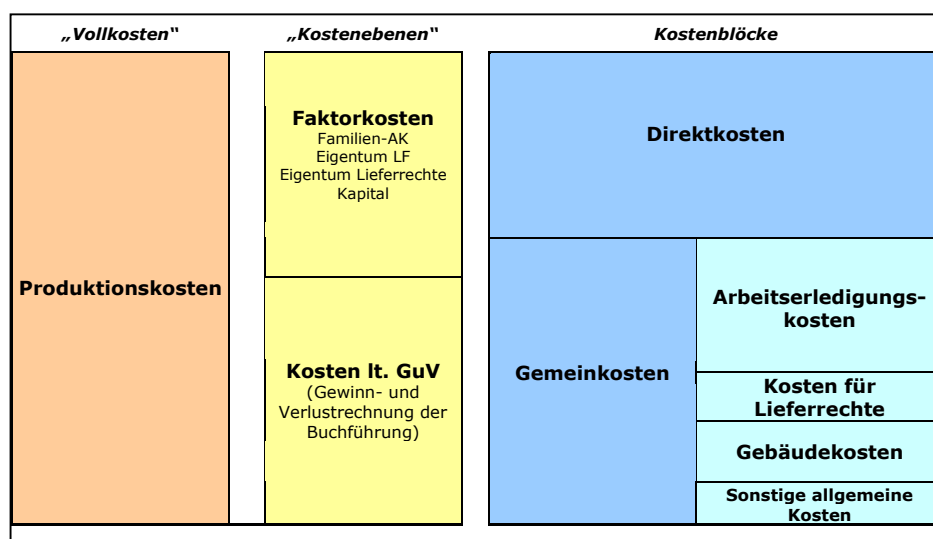 „Vollkosten“
„Kostenebenen“
Kostenblöcke
Produktionskosten
Faktorkosten
Familien-AK
Eigentum LF
Eigentum Lieferrechte
Kapital
Kosten lt. GuV
(Gewinn- und
Verlustrechnung der
Buchführung)
Direktkosten
Gemeinkosten
Arbeitserledigungs-
kosten
Kosten für
Lieferrechte
Gebäudekosten
Sonstige allgemeine
Kosten